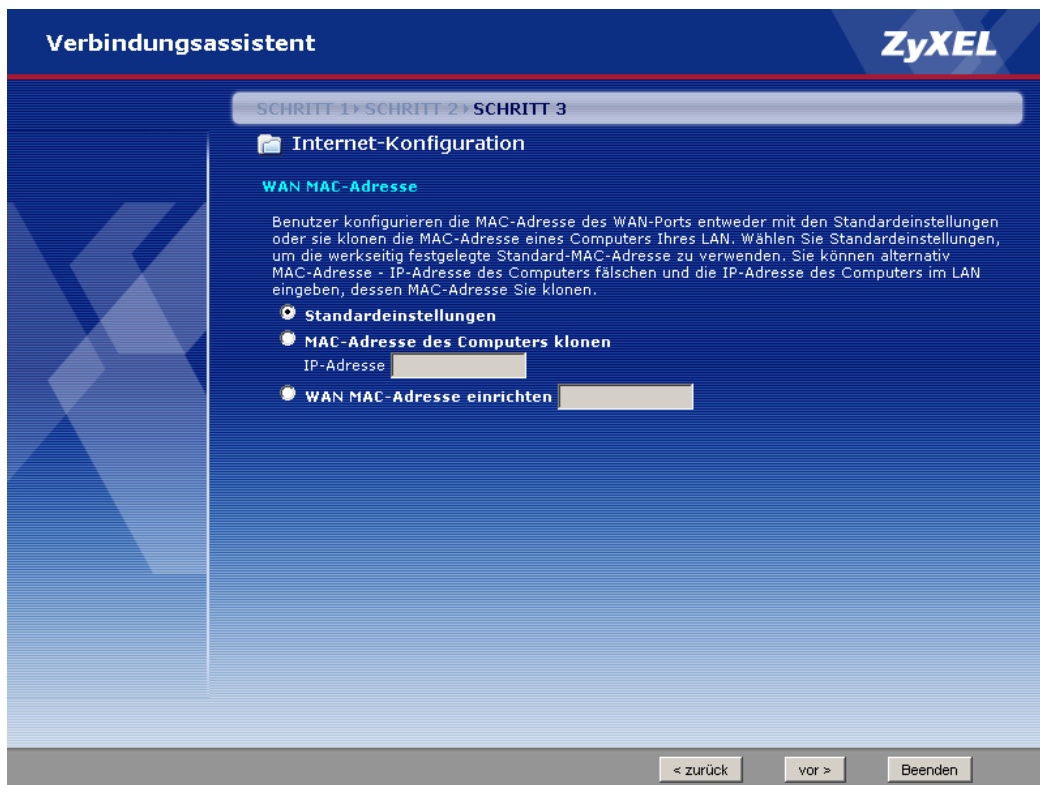 Verbindungsassistent
ZyXEL
SCHRITT 1 SCHRITT 2 SCHRITT 3
Internet-Konfiguration
WAN MAC-Adresse
Benutzer konfigurieren die MAC-Adresse des WAN-Ports entweder mit den Standardeinstellungen
oder sie klonen die MAC-Adresse eines Computers Ihres LAN. Wählen Sie Standardeinstellungen,
um die werkseitig festgelegte Standard-MAC-Adresse zu verwenden. Sie können alternativ
MAC-Adresse - IP-Adresse des Computers fälschen und die IP-Adresse des Computers im LAN
eingeben, dessen MAC-Adresse Sie klonen.
Standardeinstellungen
MAC-Adresse des Computers klonen
IP-Adresse
WAN MAC-Adresse einrichten
< zurück
vor >
Beenden